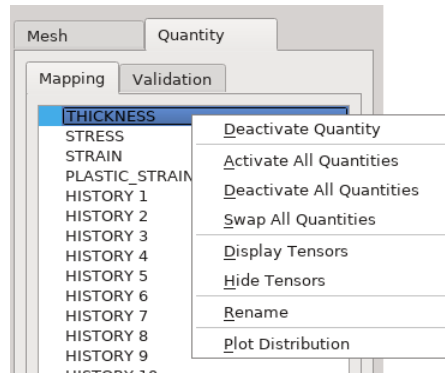 Mesh Quantity
Mapping Validation
THICKNESS
STRESS
STRAIN
PLASTIC_STRAIN
HISTORY 1
HISTORY 2
HISTORY 3
HISTORY 4
HISTORY 5
HISTORY 6
HISTORY 7
HISTORY 8
HISTORY 9
Deactivate Quantity
Activate All Quantities
Deactivate All Quantities
Swap All Quantities
Display Tensors
Hide Tensors
Rename
Plot Distribution